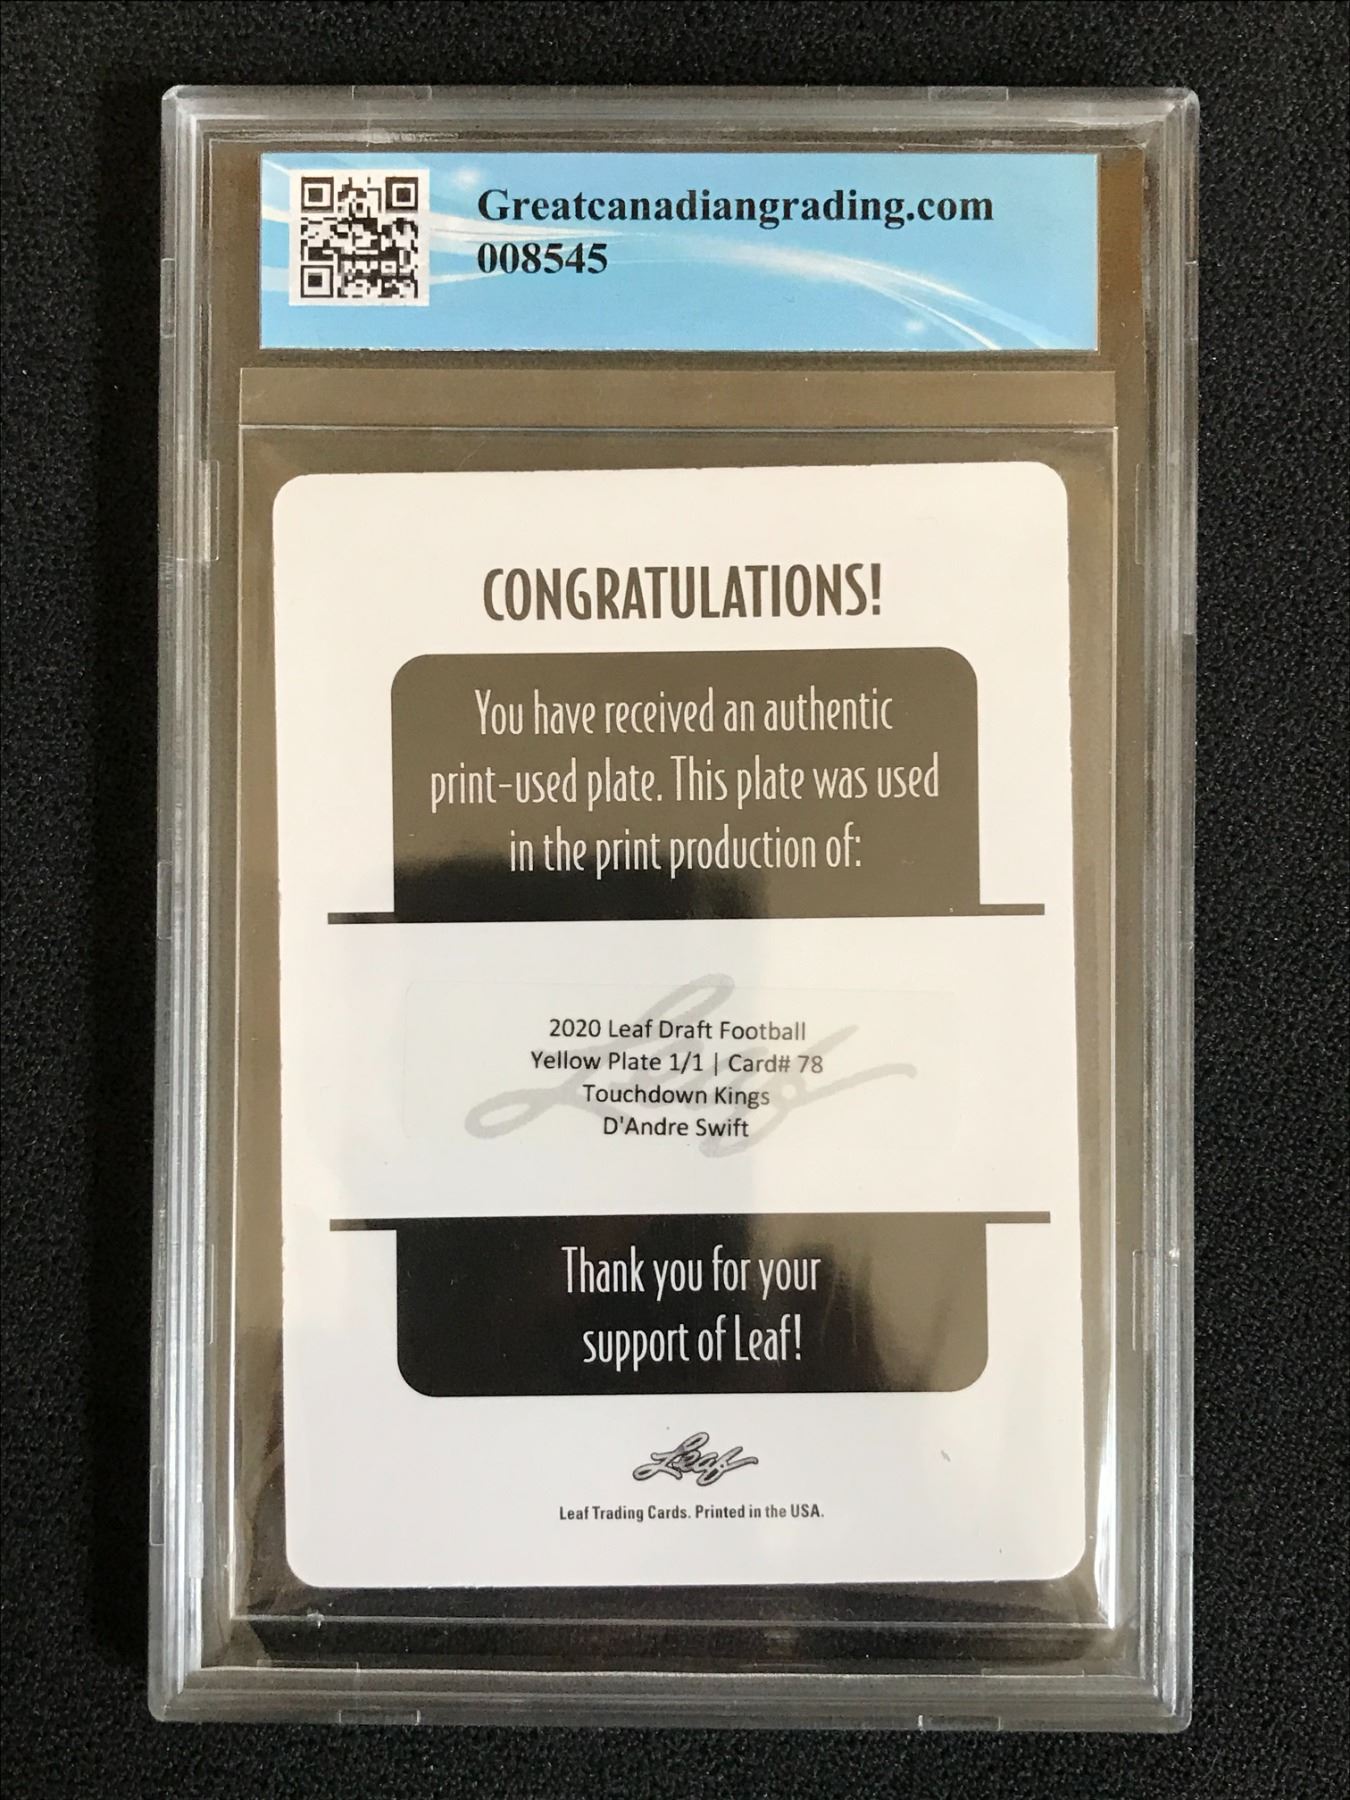 Greatcanadiangrading.com
008545
CONGRATULATIONS!
You have received an authentic
print-used plate. This plate was used
in the print production of:
2020 Leaf Draft Football
Yellow Plate 1/1 | Card# 78
Touchdown Kings
D'Andre Swift
Leaf
Thank you for your
support of Leaf!
Leaf
Leaf Trading Cards. Printed in the USA.